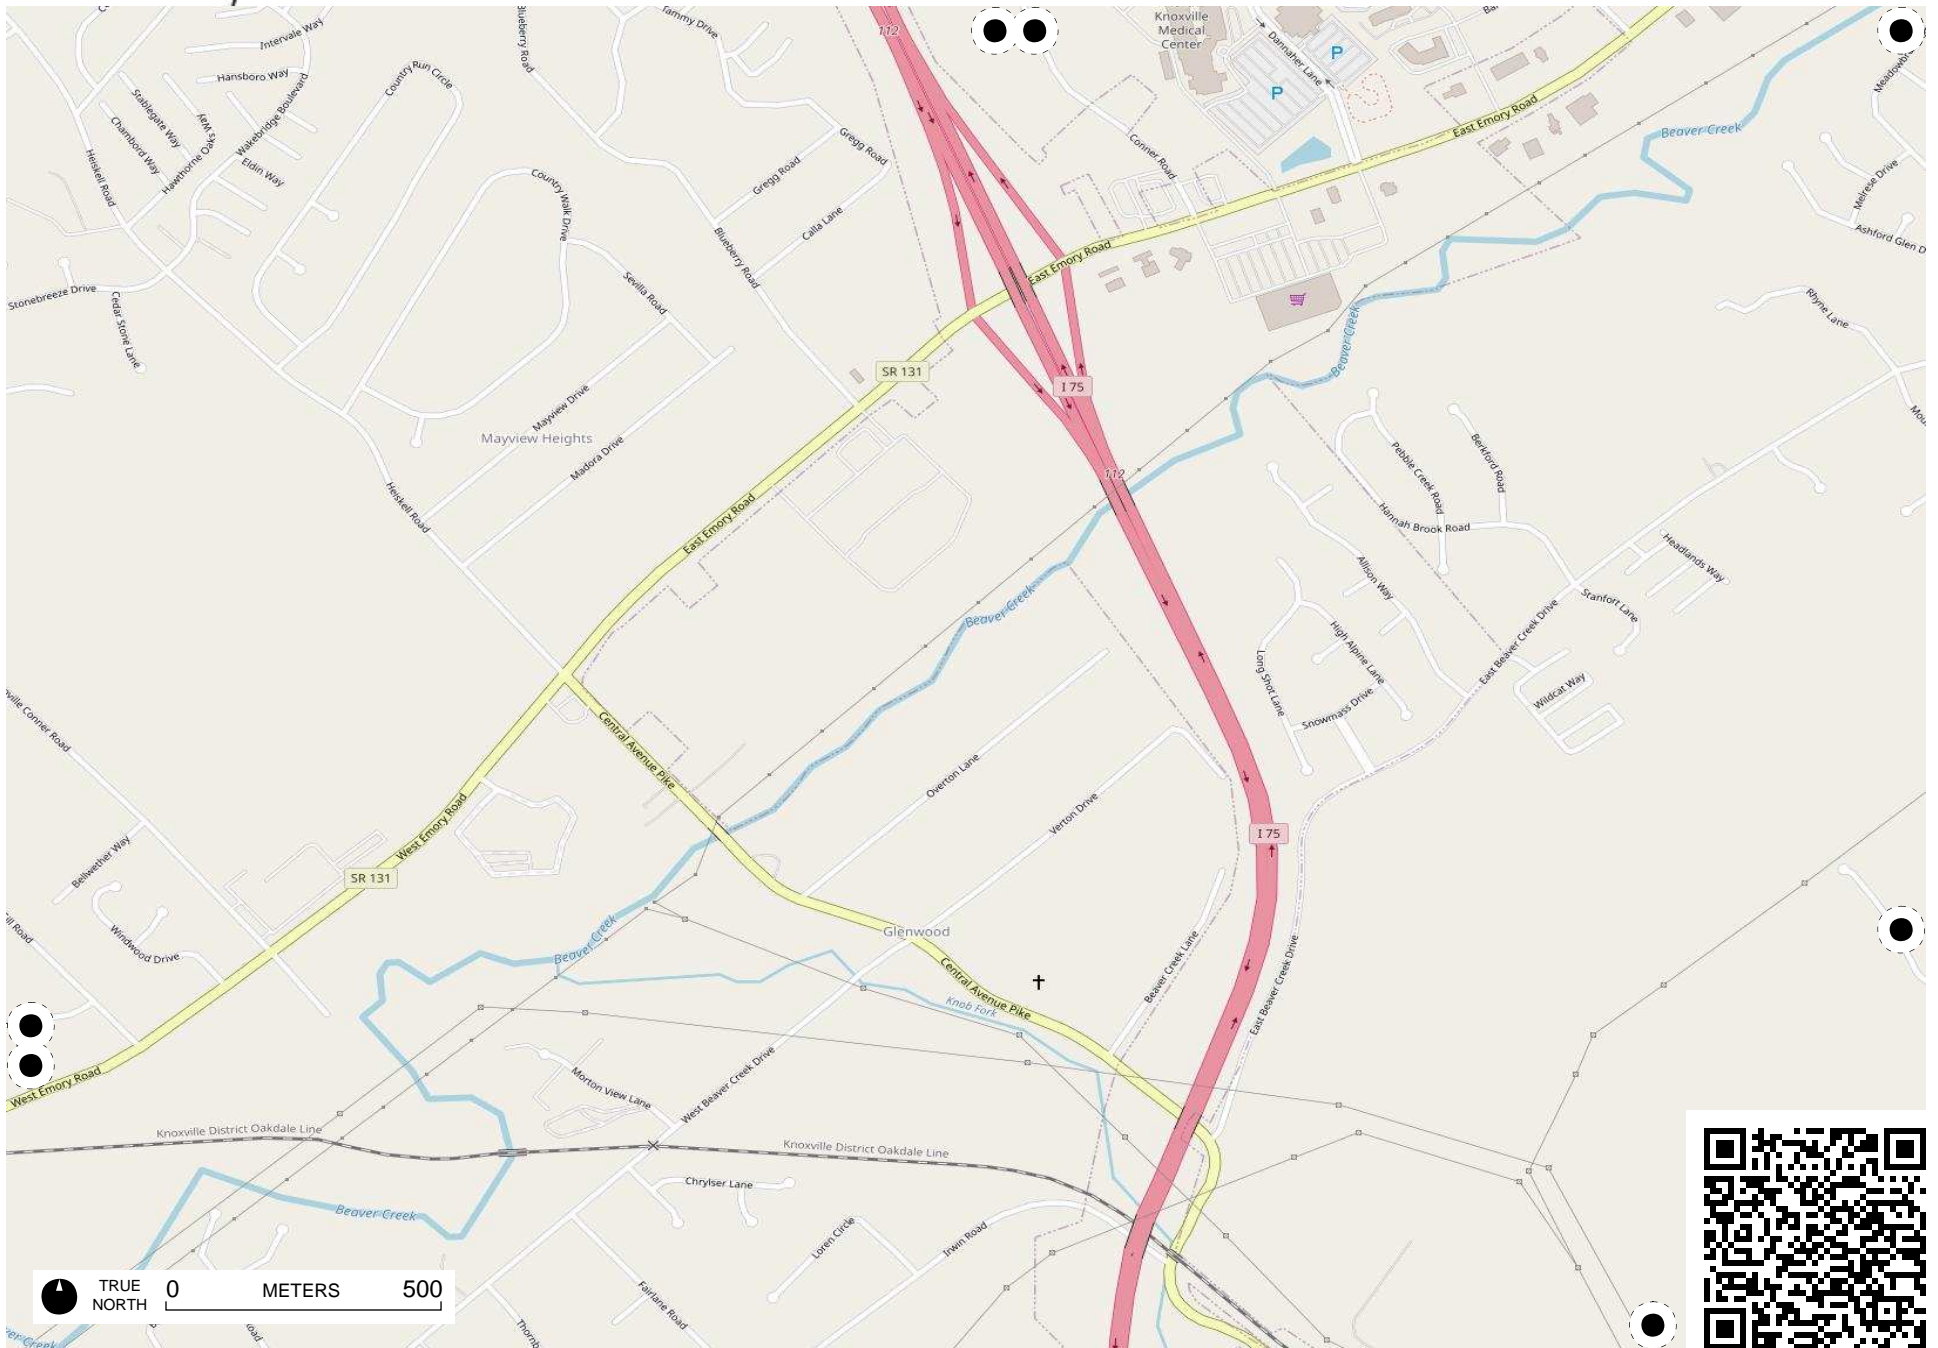 112
Knoxville
Medical
Center
Dannaher Lane
Tammy Drive
Blueberry Road
Intervale Way
Hansboro Way
Country Run Circle
Stablegate Way
Chambord Way
Wakebridge Boulevard
Hawthorne Oaks Way
Eldin Way
Heiskell Road
P
P
East Emory Road
Beaver Creek
Gregg Road
Gregg Road
Conner Road
Calla Lane
Country Walk Drive
Blueberry Road
Melrese Drive
Ashford Glen D
Stonebreeze Drive
Cedar Stone Lane
Sevilla Road
East Emory Road
Rhyne Lane
Beaver Creek
SR 131
I 75
Mayview Drive
Mayview Heights
Madora Drive
Heiskell Road
112
Pebble Creek Road
Berkford Road
Hannah Brook Road
East Emory Road
Headlands Way
Allison Way
Stanfort Lane
Beaver Creek
High Alpine Lane
East Beaver Creek Drive
Long Shot Lane
Snowmass Drive
Wildcat Way
ville Conner Road
Central Avenue Pike
Overton Lane
Verton Drive
I 75
West Emory Road
Bellwether Way
SR 131
ill Road
Windwood Drive
Beaver Creek
Glenwood
Central Avenue Pike
Knob Fork
Beaver Creek Lane
East Beaver Creek Drive
West Emory Road
Morton View Lane
West Beaver Creek Drive
Knoxville District Oakdale Line
Knoxville District Oakdale Line
Chrylser Lane
Beaver Creek
Loren Circle
Irwin Road
Fairlane Road
TRUE
NORTH
0 METERS 500